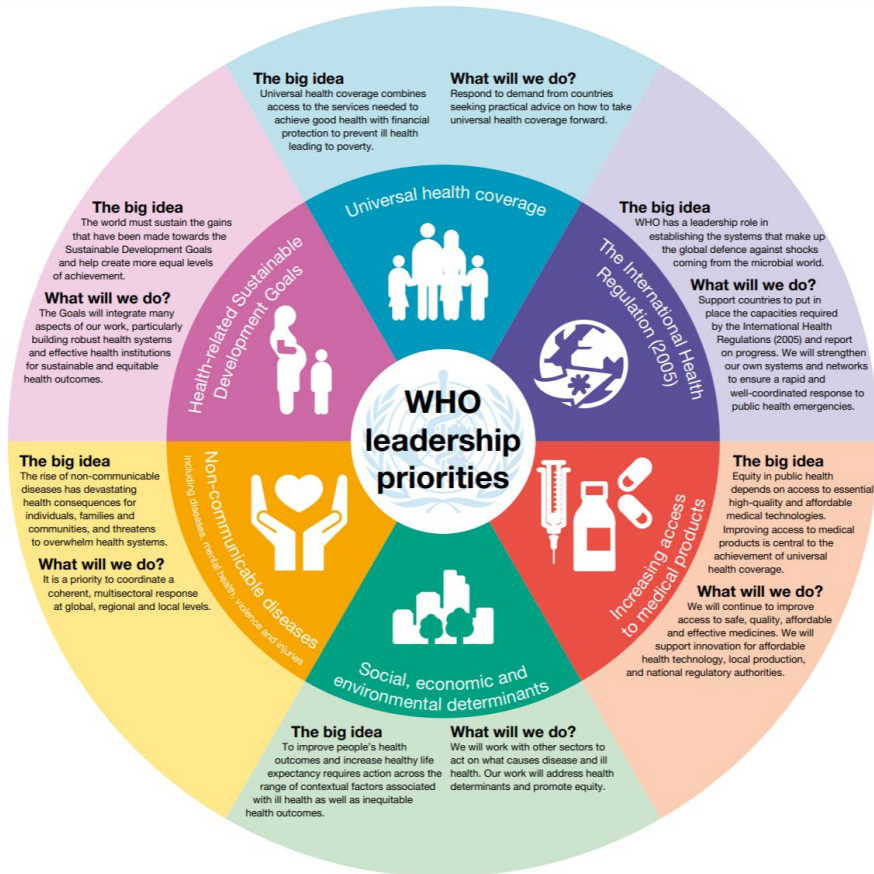 WHO
leadership
priorities
Universal health coverage
The big idea
Universal health coverage combines
access to the services needed to
achieve good health with financial
protection to prevent ill health
leading to poverty.
What will we do?
Respond to demand from countries
seeking practical advice on how to take
universal health coverage forward.
The International Health
Regulation (2005)
The big idea
WHO has a leadership role in
establishing the systems that make up
the global defence against shocks
coming from the microbial world.
What will we do?
Support countries to put in
place the capacities required
by the International Health
Regulations (2005) and report
on progress. We will strengthen
our own systems and networks
to ensure a rapid and
well-coordinated response to
public health emergencies.
Increasing access
to medical products
The big idea
Equity in public health
depends on access to essential,
high-quality and affordable
medical technologies.
Improving access to medical
products is central to the
achievement of universal
health coverage.
What will we do?
We will continue to improve
access to safe, quality, affordable
and effective medicines. We will
support innovation for affordable
health technology, local production,
and national regulatory authorities.
Social, economic and
environmental determinants
The big idea
To improve people's health
outcomes and increase healthy life
expectancy requires action across the
range of contextual factors associated
with ill health as well as inequitable
health outcomes.
What will we do?
We will work with other sectors to
act on what causes disease and ill
health. Our work will address health
determinants and promote equity.
Non-communicable diseases
including diseases, mental health, violence and injuries
The big idea
The rise of non-communicable
diseases has devastating
health consequences for
individuals, families and
communities, and threatens
to overwhelm health systems.
What will we do?
It is a priority to coordinate a
coherent, multisectoral response
at global, regional and local levels.
Health-related Sustainable
Development Goals
The big idea
The world must sustain the gains
that have been made towards the
Sustainable Development Goals
and help create more equal levels
of achievement.
What will we do?
The Goals will integrate many
aspects of our work, particularly
building robust health systems
and effective health institutions
for sustainable and equitable
health outcomes.